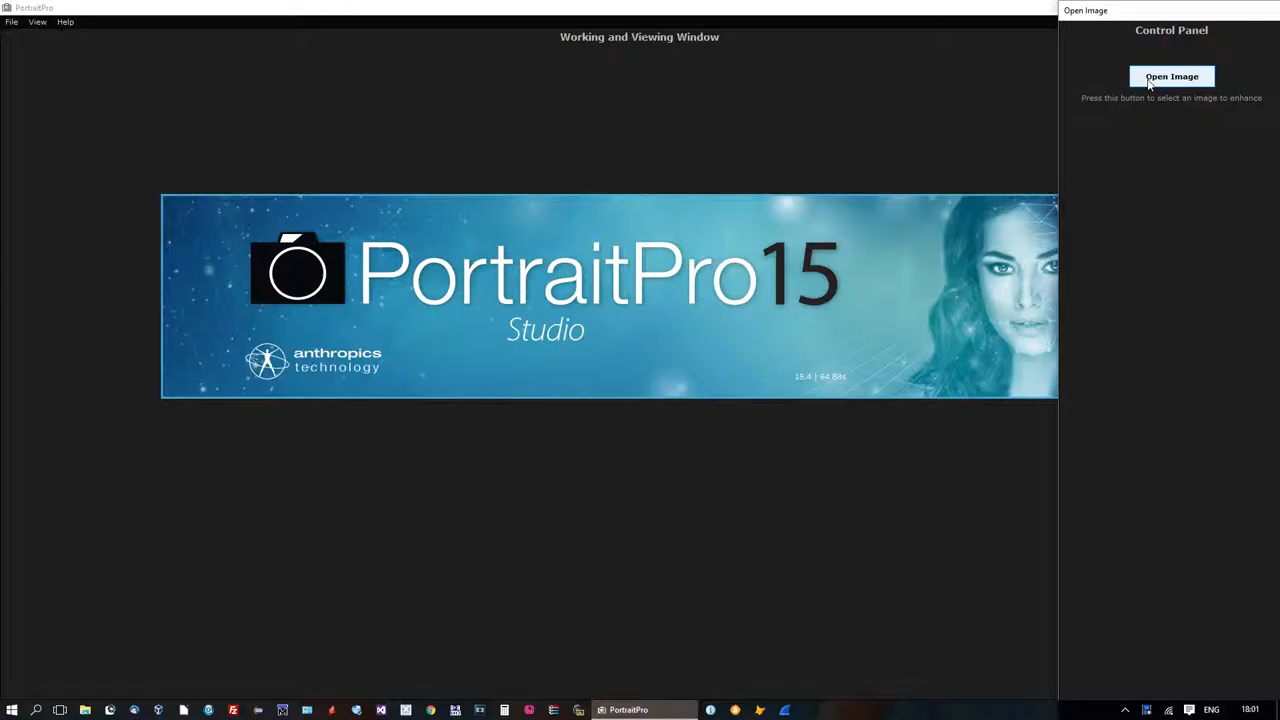 PortraitPro
Open Image
File View Help
Working and Viewing Window
Control Panel
Open Image
Press this button to select an image to enhance
PortraitPro15
Studio
anthropics
technology
15.4 | 64 Bits
PortraitPro
ENG
18:01